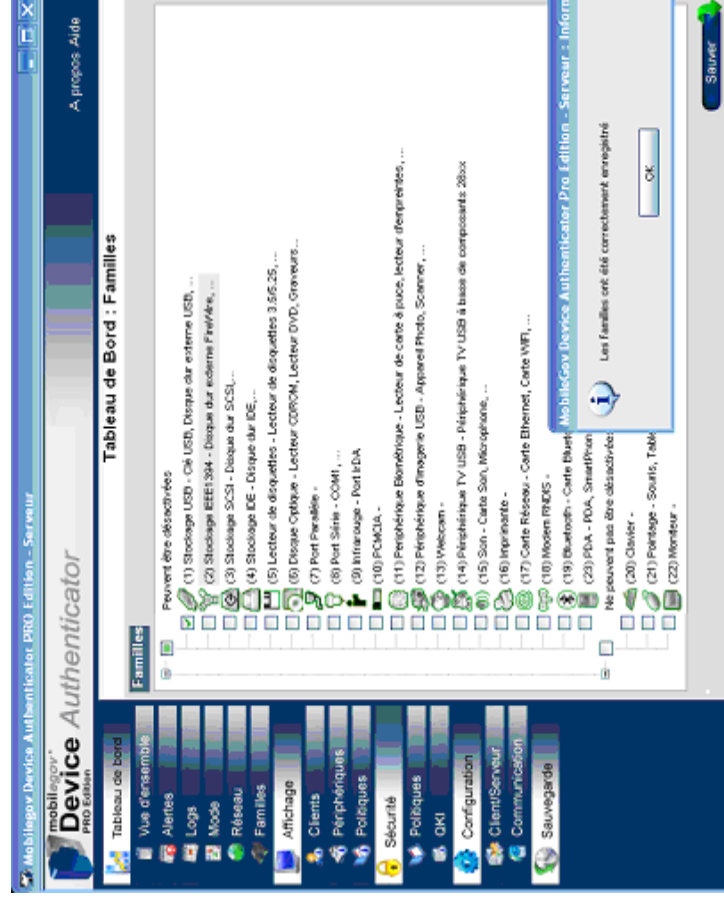 Mobilegov Device Authenticator PRO Edition - Serveur
mobilegov
Device Authenticator
PRO Edition
A propos Aide
Tableau de bord
Vue d'ensemble
Alertes
Logs
Mode
Réseau
Familles
Affichage
Clients
Périphériques
Politiques
Sécurité
Politiques
QKI
Configuration
Client/Serveur
Communication
Sauvegarde
Tableau de Bord : Familles
Familles
Peuvent être désactivées
(1) Stockage USB - Clé USB, Disque dur externe USB, ...
(2) Stockage IEEE1394 - Disque dur externe FireWire, ...
(3) Stockage SCSI - Disque dur SCSI,...
(4) Stockage IDE - Disque dur IDE,...
(5) Lecteur de disquettes - Lecteur de disquettes 3.5/5.25, ...
(6) Disque Optique - Lecteur CDROM, Lecteur DVD, Graveurs...
(7) Port Parallèle -
(8) Port Série - COM1, ...
(9) Infrarouge - Port IrDA
(10) PCMCIA -
(11) Periphérique Biométrique - Lecteur de carte à puce, lecteur d'empreintes, ...
(12) Périphérique d'imagerie USB - Appareil Photo, Scanner, ...
(13) Webcam -
(14) Périphérique TV USB - Périphérique TV USB à base de composants 28xx
(15) Son - Carte Son, Microphone, ...
(16) Imprimante -
(17) Carte Réseau - Carte Ethernet, Carte WIFI, ...
(18) Modem RNDIS -
(19) Bluetooth - Carte Bluet
(23) PDA - PDA, SmartPhon
Ne peuvent pas être désactivées
(20) Clavier -
(21) Pointage - Souris, Table
(22) Moniteur -
MobileGov Device Authenticator Pro Edition - Serveur : Inform
Les familles ont été correctement enregistré
OK
Sauver